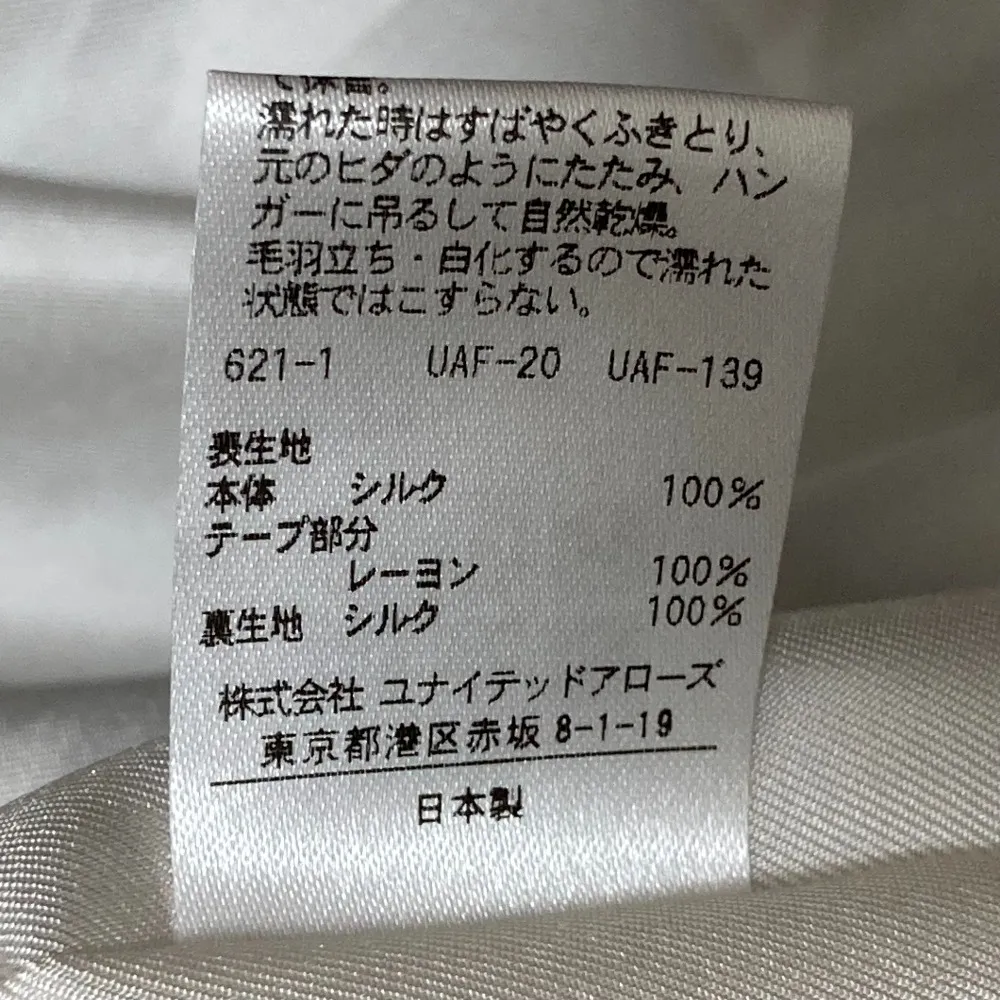 で保管。
濡れた時はすばやくふきとり、
元のヒダのようにたたみ、ハン
ガーに吊るして自然乾燥。
毛羽立ち・白化するので濡れた
状態ではこすらない。
621-1 UAF-20 UAF-139
表生地
本体 シルク 100%
テープ部分
レーヨン 100%
裏生地 シルク 100%
株式会社 ユナイテッドアローズ
東京都港区赤坂 8-1-19
日本製